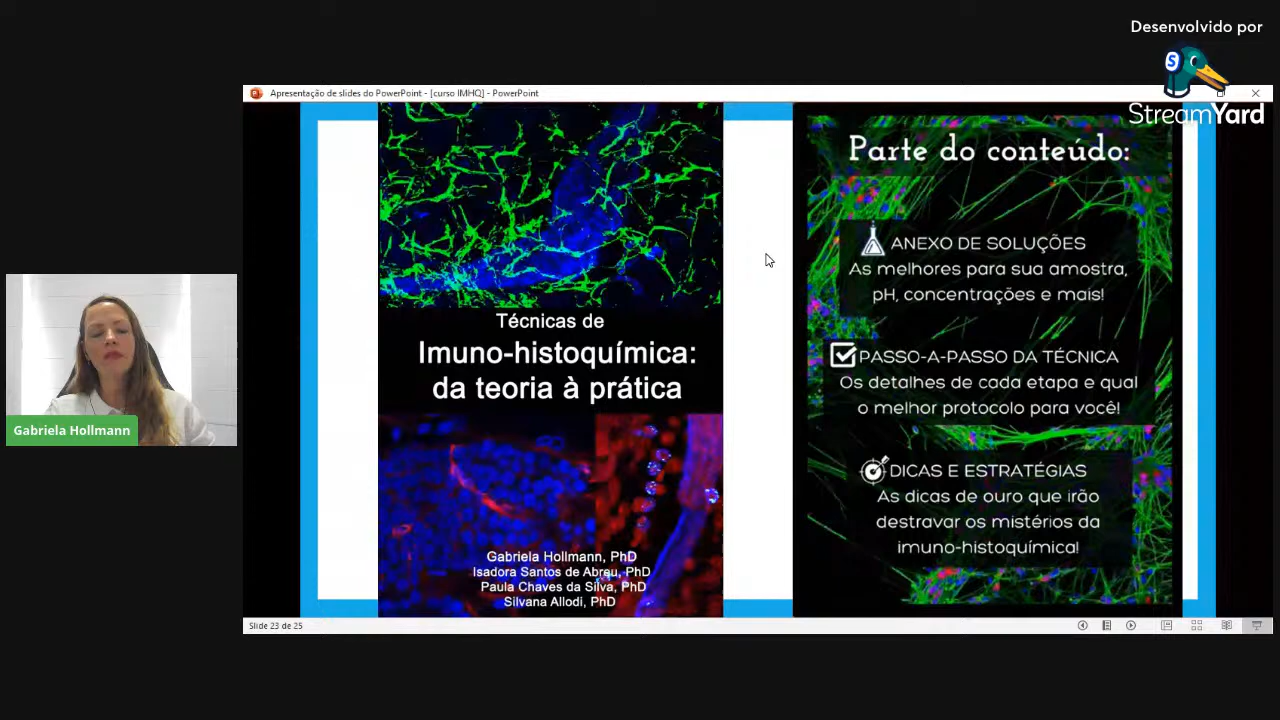 Desenvolvido por
S
StreamYard
Apresentação de slides do PowerPoint - [curso IMHQ] - PowerPoint
Gabriela Hollmann
Técnicas de
Imuno-histoquímica:
da teoria à prática
Gabriela Hollmann, PhD
Isadora Santos de Abreu, PhD
Paula Chaves da Silva, PhD
Silvana Allodi, PhD
Parte do conteúdo:
ANEXO DE SOLUÇÕES
As melhores para sua amostra,
pH, concentrações e mais!
PASSO-A-PASSO DA TÉCNICA
Os detalhes de cada etapa e qual
o melhor protocolo para você!
DICAS E ESTRATÉGIAS
As dicas de ouro que irão
destravar os mistérios da
imuno-histoquímica!
Slide 23 de 25